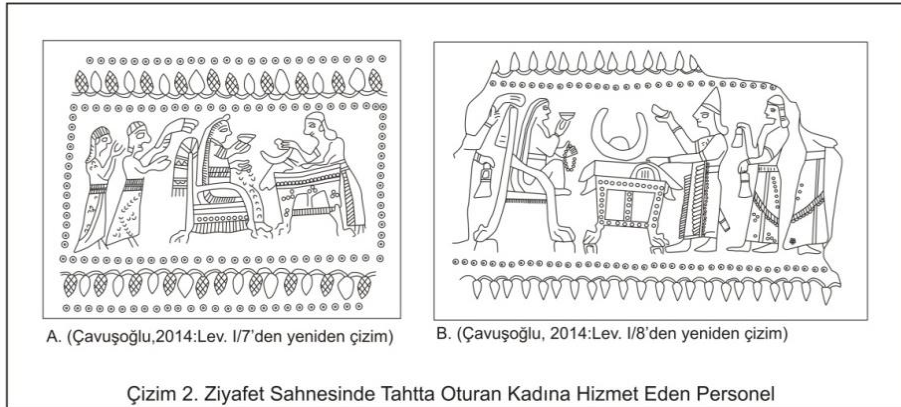 A. (Çavuşoğlu,2014:Lev. I/7'den yeniden çizim)
B. (Çavuşoğlu, 2014:Lev. I/8'den yeniden çizim)
Çizim 2. Ziyafet Sahnesinde Tahtta Oturan Kadına Hizmet Eden Personel